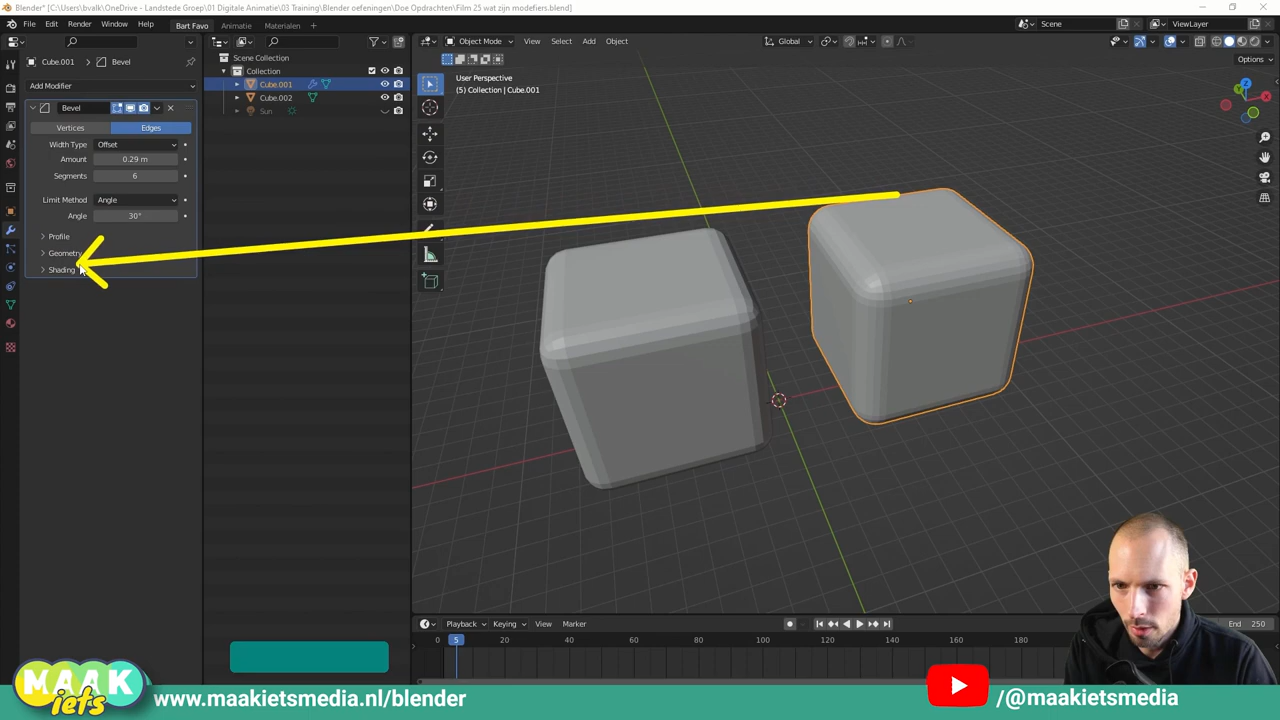 Blender* [C:\Users\bvalk\OneDrive - Landstede Groep\01 Digitale Animatie\03 Training\Blender oefeningen\Doe Opdrachten\Film 25 wat zijn modefiers.blend]
File Edit Render Window Help Bart Favo Animatie Materialen + Scene ViewLayer
Object Mode View Select Add Object Global Options
Cube.001 > Bevel
Add Modifier
Bevel
Vertices Edges
Width Type Offset
Amount 0.29 m
Segments 6
Limit Method Angle
Angle 30°
Profile
Geometry
Shading
Scene Collection
Collection
Cube.001
Cube.002
Sun
User Perspective
(5) Collection | Cube.001
Z
Y
Playback Keying View Marker
0 5 20 40 60 80 100 120 140 160 180 End 250
MAAK
iets
www.maakietsmedia.nl/blender
/@maakietsmedia